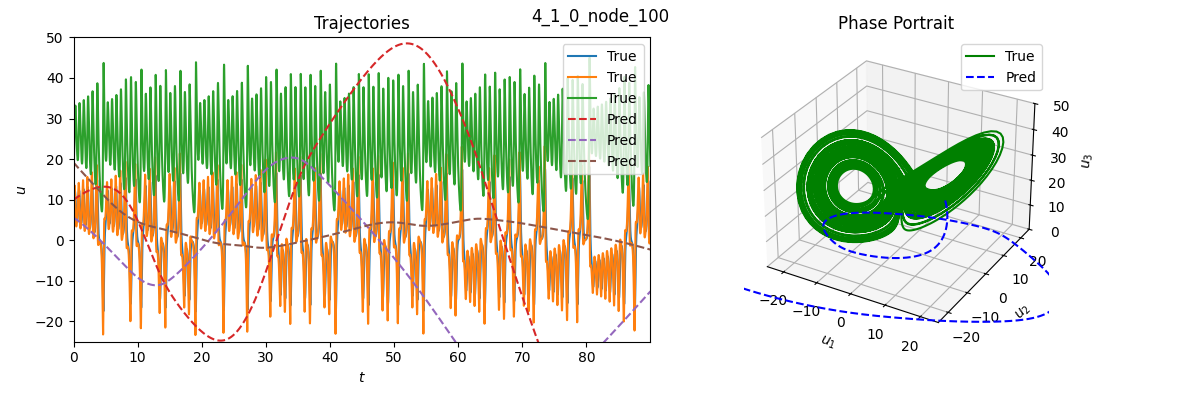 4_1_0_node_100
Trajectories
Phase Portrait
50
40
30
20
10
0
−10
−20
u
0 10 20 30 40 50 60 70 80
t
True
True
True
Pred
Pred
Pred
True
Pred
−20 −10 0 10 20
u1
−20 −10 0 10 20
u2
0 10 20 30 40 50
u3